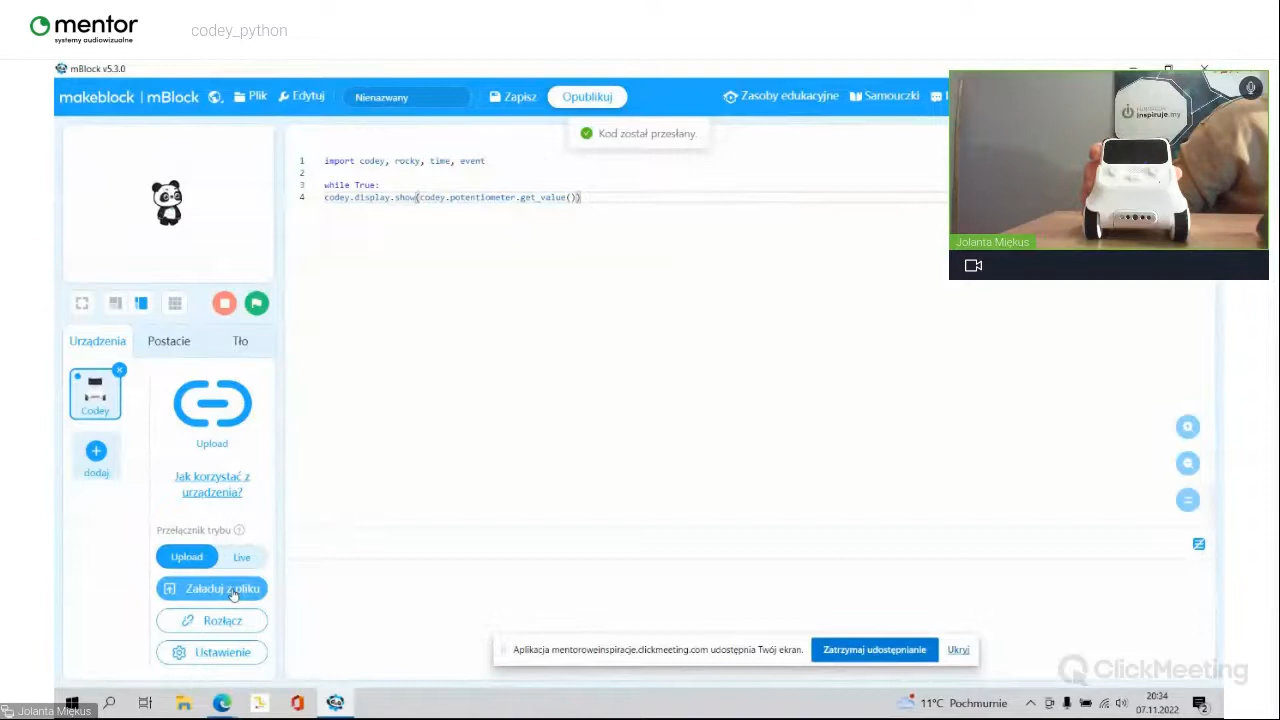 mentor
systemy audiowizualne
codey_python
mBlock v5.3.0
makeblock | mBlock
Plik
Edytuj
Nienazwany
Zapisz
Opublikuj
Zasoby edukacyjne
Samouczki
Kod został przesłany.
1 import codey, rocky, time, event
2
3 while True:
4 codey.display.show(codey.potentiometer.get_value())
FUNDACJA
inspiruje.my
Jolanta Miękus
Urządzenia
Postacie
Tło
Codey
dodaj
Upload
Jak korzystać z
urządzenia?
Przełącznik trybu
Upload
Live
Załaduj z pliku
Rozłącz
Ustawienie
Aplikacja mentoroweinspiracje.clickmeeting.com udostępnia Twój ekran.
Zatrzymaj udostępnianie
Ukryj
ClickMeeting
11°C Pochmurnie
20:34
07.11.2022
2
Jolanta Miękus